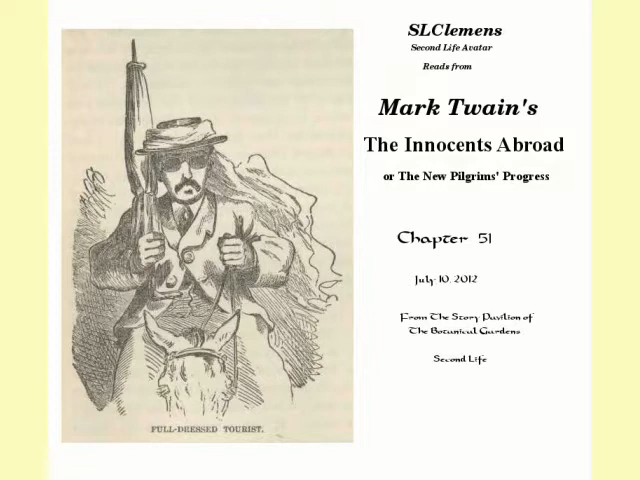 SLClemens
Second Life Avatar
Reads from
Mark Twain's
The Innocents Abroad
or The New Pilgrims' Progress
Chapter 51
July 10, 2012
From The Story Pavilion of
The Botanical Gardens
Second Life
FULL-DRESSED TOURIST.